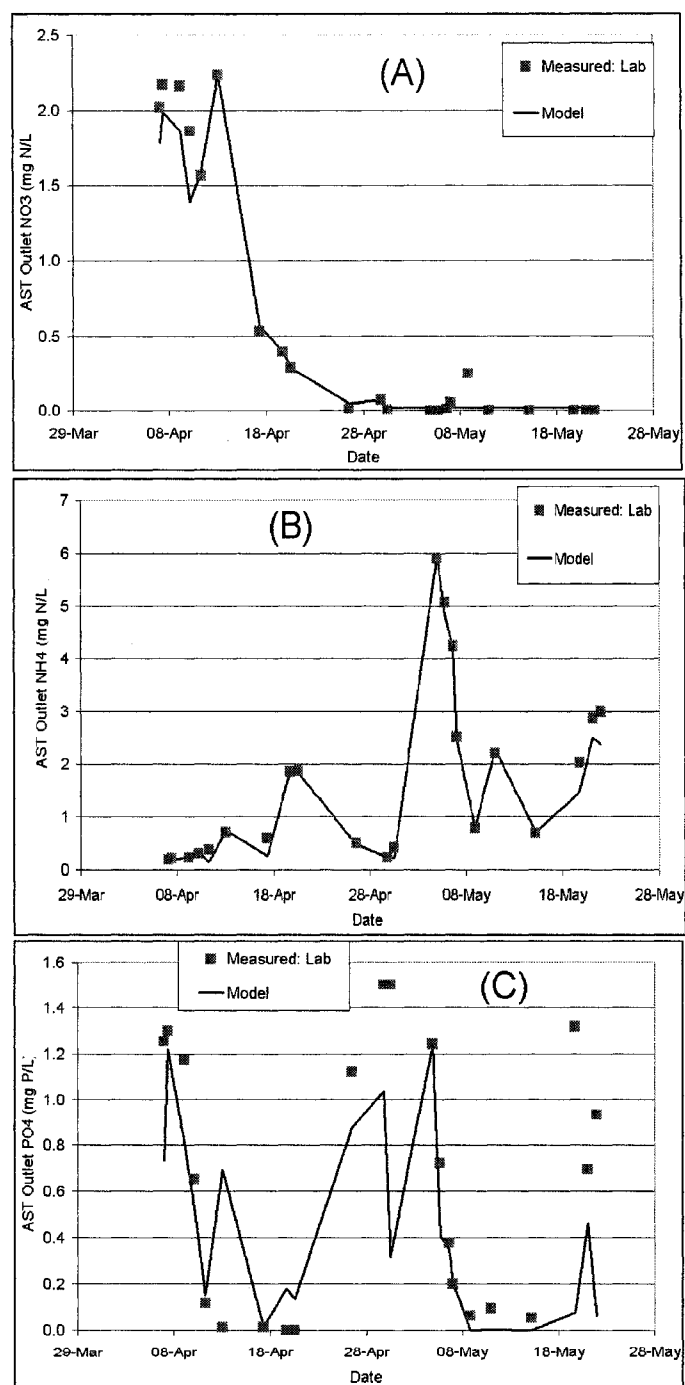 (A)
Measured: Lab
Model
AST Outlet NO3 (mg N/L)
2.5
2.0
1.5
1.0
0.5
0.0
29-Mar 08-Apr 18-Apr 28-Apr 08-May 18-May 28-May
Date
(B)
Measured: Lab
Model
AST Outlet NH4 (mg N/L)
7
6
5
4
3
2
1
0
29-Mar 08-Apr 18-Apr 28-Apr 08-May 18-May 28-May
Date
Measured: Lab
Model
(C)
AST Outlet PO4 (mg P/L)
1.6
1.4
1.2
1.0
0.8
0.6
0.4
0.2
0.0
29-Mar 08-Apr 18-Apr 28-Apr 08-May 18-May 28-May
Date